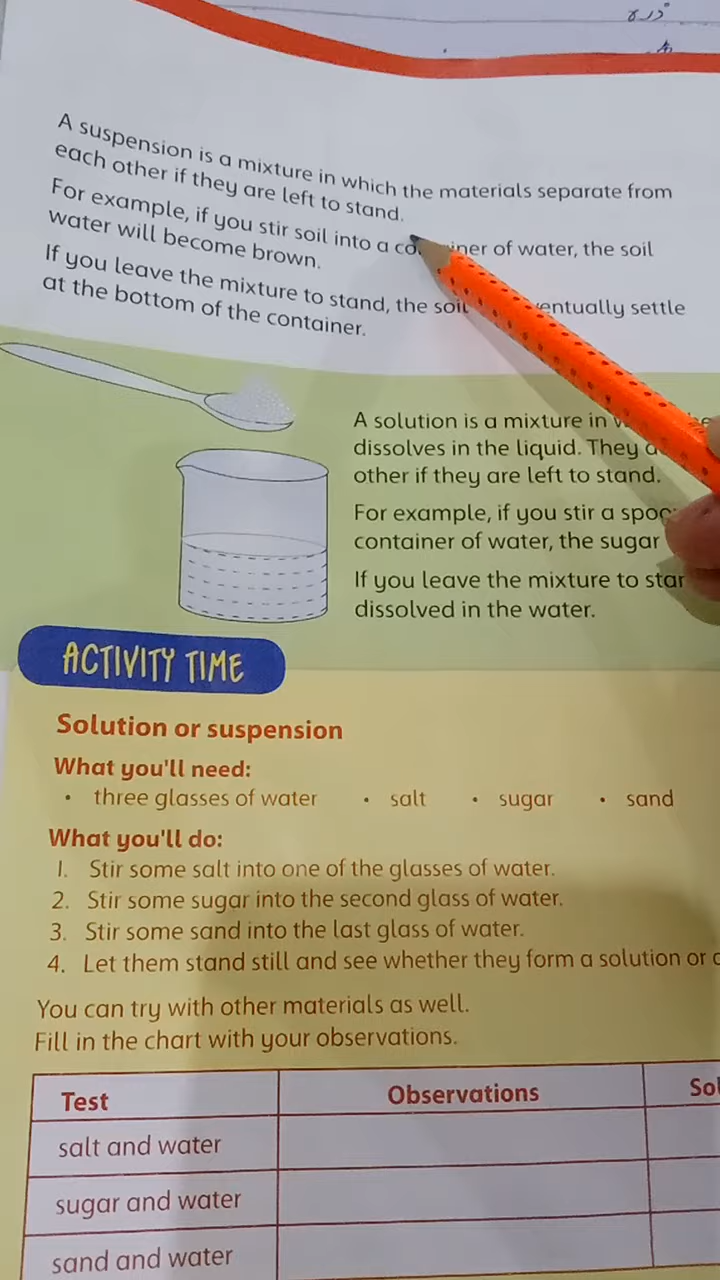 A suspension is a mixture in which the materials separate from
each other if they are left to stand.
For example, if you stir soil into a of water, the soil
water will become brown.
If you leave the mixture to stand, the soil settle
at the bottom of the container.
A solution is a mixture in
dissolves in the liquid. They
other if they are left to stand.
For example, if you stir a
container of water, the sugar
If you leave the mixture to
dissolved in the water.
ACTIVITY TIME
Solution or suspension
What you'll need:
• three glasses of water • salt • sugar • sand
What you'll do:
1. Stir some salt into one of the glasses of water.
2. Stir some sugar into the second glass of water.
3. Stir some sand into the last glass of water.
4. Let them stand still and see whether they form a solution or
You can try with other materials as well.
Fill in the chart with your observations.
Test Observations
salt and water
sugar and water
sand and water